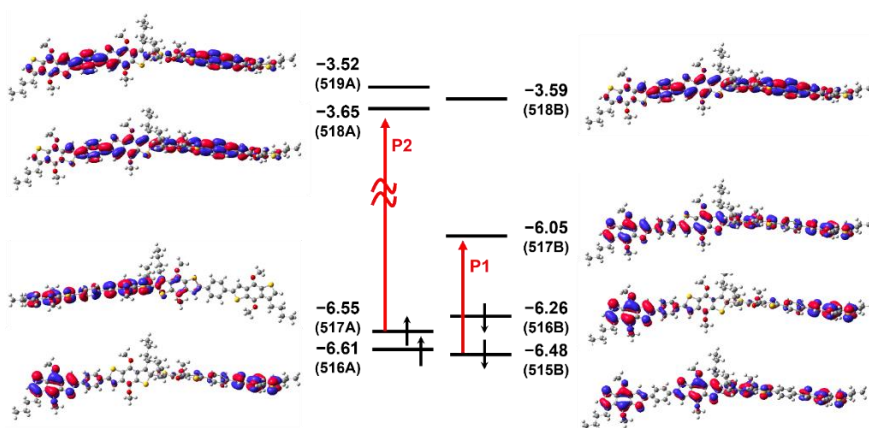 −3.52
(519A)
−3.65
(518A)
P2
−6.55
(517A)
−6.61
(516A)
−3.59
(518B)
−6.05
(517B)
P1
−6.26
(516B)
−6.48
(515B)